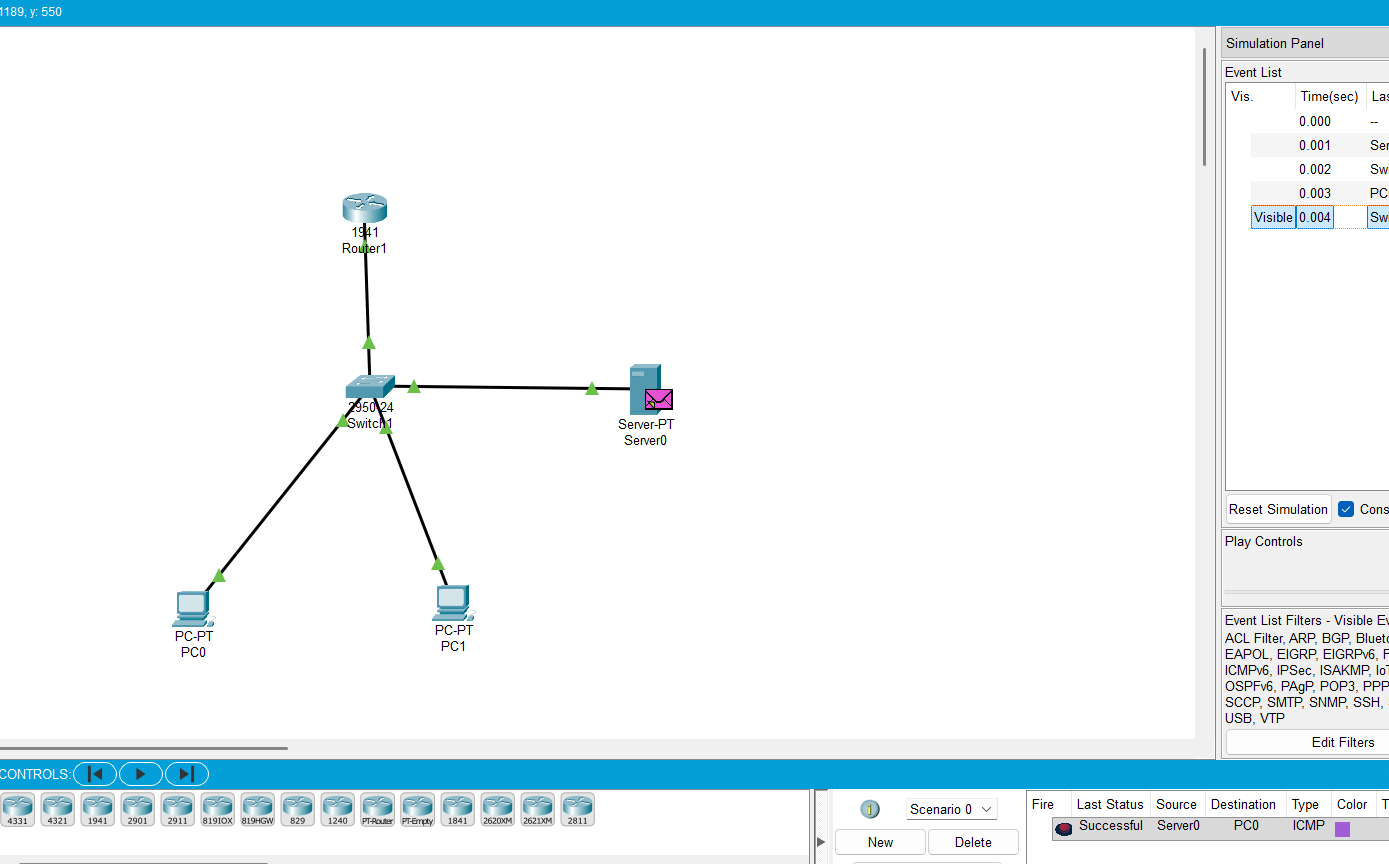 1189, y: 550
Simulation Panel
Event List
Vis. Time(sec) Las
0.000 --
0.001 Ser
0.002 Swi
0.003 PC
Visible 0.004 Swi
1941
Router1
2950-24
Switch1
Server-PT
Server0
PC-PT
PC0
PC-PT
PC1
Reset Simulation Cons
Play Controls
Event List Filters - Visible Ev
ACL Filter, ARP, BGP, Blueto
EAPOL, EIGRP, EIGRPv6, F
ICMPv6, IPSec, ISAKMP, IoT
OSPFv6, PAgP, POP3, PPP
SCCP, SMTP, SNMP, SSH,
USB, VTP
Edit Filters
CONTROLS:
4331 4321 1941 2901 2911 819IOX 819HGW 829 1240 PT-Router PT-Empty 1841 2620XM 2621XM 2811
Scenario 0
New Delete
Fire Last Status Source Destination Type Color T
Successful Server0 PC0 ICMP